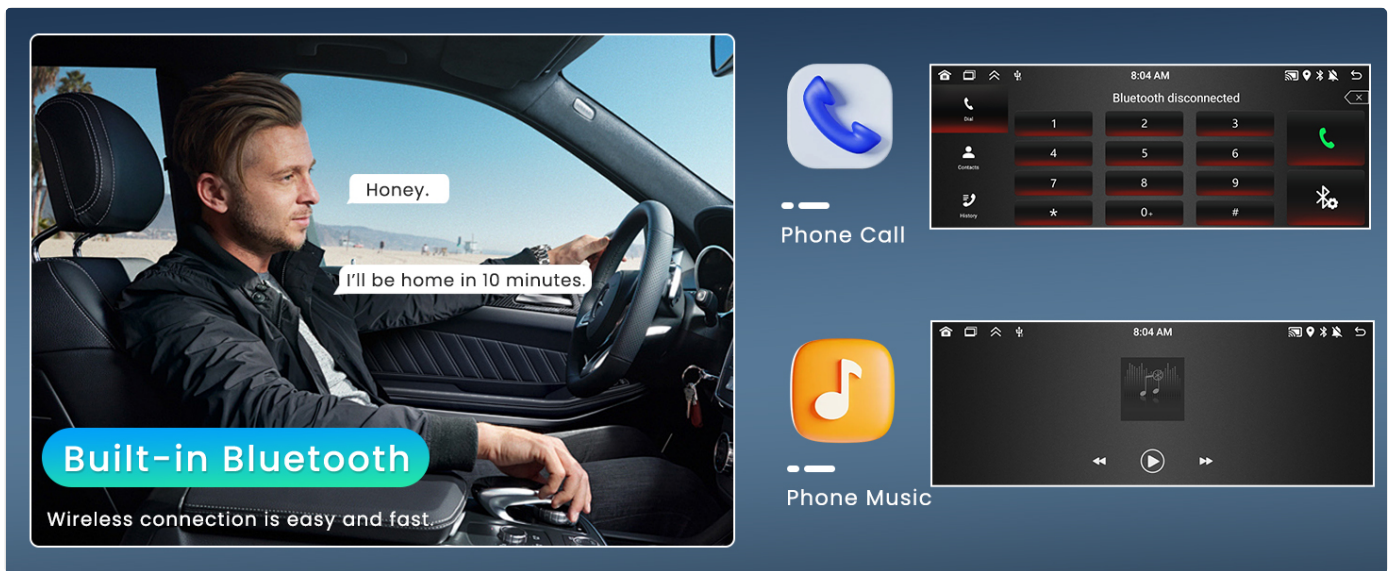 Honey.
I'll be home in 10 minutes.
Built-in Bluetooth
Wireless connection is easy and fast.
Phone Call
8:04 AM
Bluetooth disconnected
Dial
1 2 3
4 5 6
Contacts
7 8 9
History
* 0+ #
Phone Music
8:04 AM